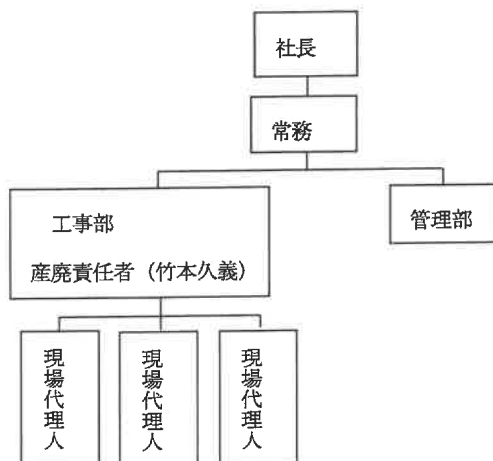 社長
常務
工事部
産廃責任者（竹本久義）
管理部
現場代理人
現場代理人
現場代理人